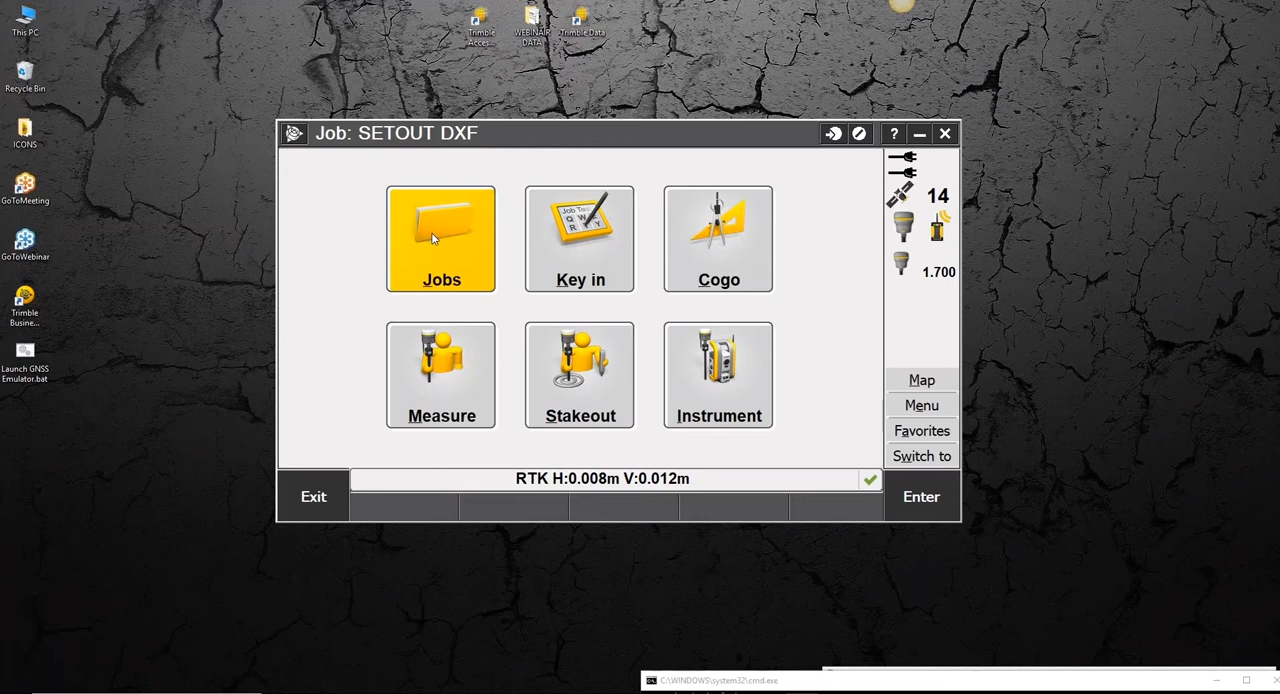 This PC
Recycle Bin
ICONS
GoToMeeting
GoToWebinar
Trimble
Busine...
Launch GNSS
Emulator.bat
Trimble
Acces...
WEBINAIR
DATA
Trimble Data
Job: SETOUT DXF
?
Jobs
Key in
Cogo
Measure
Stakeout
Instrument
14
1.700
Map
Menu
Favorites
Switch to
RTK H:0.008m V:0.012m
Exit
Enter
C:\WINDOWS\system32\cmd.exe